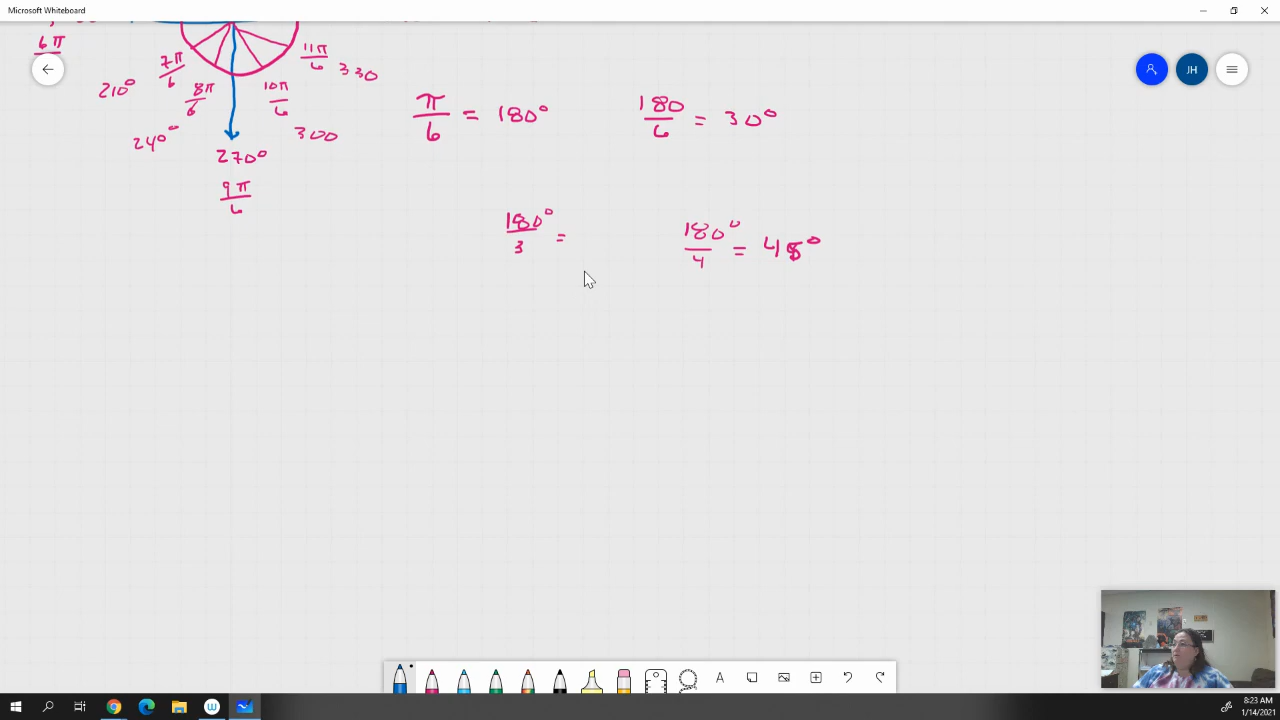 Microsoft Whiteboard
6π
7π/6
210°
8π/6
240°
270°
9π/6
10π/6
300
11π/6
330
π/6 = 180°
180/6 = 30°
180°/3 =
180°/4 = 45°
JH
A
8:23 AM
1/14/2021